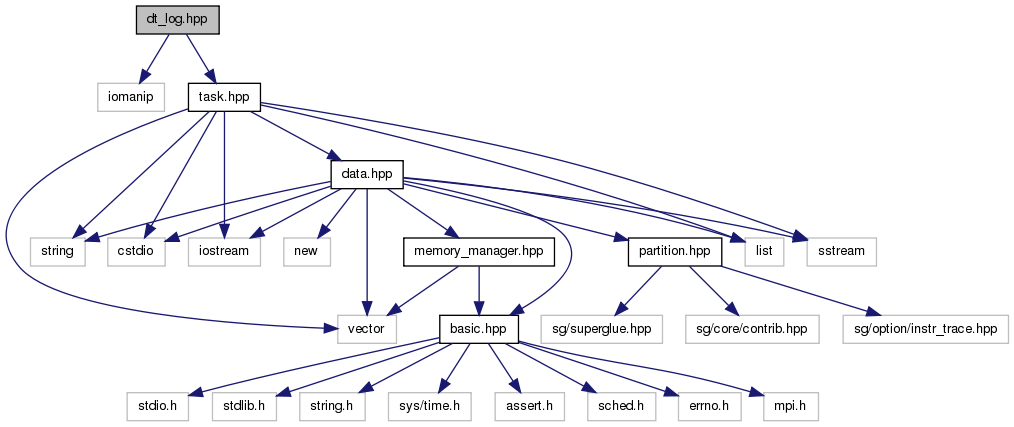 dt_log.hpp
iomanip
task.hpp
data.hpp
string
cstdio
iostream
new
memory_manager.hpp
partition.hpp
list
sstream
vector
basic.hpp
sg/superglue.hpp
sg/core/contrib.hpp
sg/option/instr_trace.hpp
stdio.h
stdlib.h
string.h
sys/time.h
assert.h
sched.h
errno.h
mpi.h